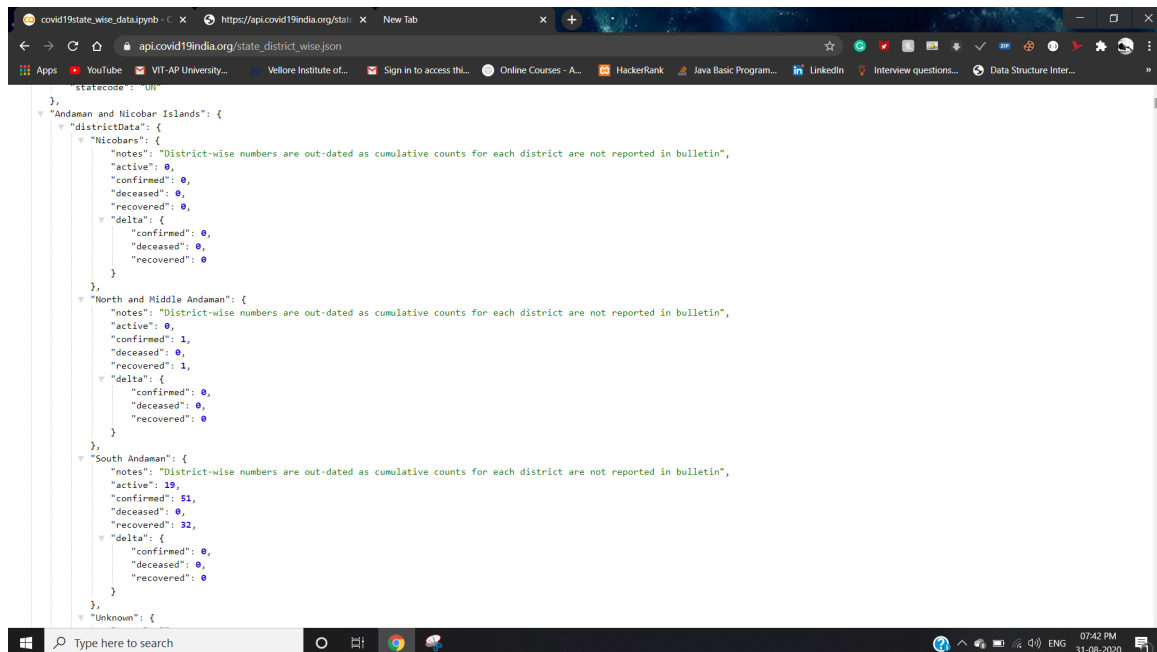 covid19state_wise_data.ipynb - C
https://api.covid19india.org/state
New Tab
api.covid19india.org/state_district_wise.json
Apps
YouTube
VIT-AP University...
Vellore Institute of...
Sign in to access thi...
Online Courses - A...
HackerRank
Java Basic Program...
LinkedIn
Interview questions...
Data Structure Inter...
»
"statecode": "UN"
},
"Andaman and Nicobar Islands": {
"districtData": {
"Nicobars": {
"notes": "District-wise numbers are out-dated as cumulative counts for each district are not reported in bulletin",
"active": 0,
"confirmed": 0,
"deceased": 0,
"recovered": 0,
"delta": {
"confirmed": 0,
"deceased": 0,
"recovered": 0
}
},
"North and Middle Andaman": {
"notes": "District-wise numbers are out-dated as cumulative counts for each district are not reported in bulletin",
"active": 0,
"confirmed": 1,
"deceased": 0,
"recovered": 1,
"delta": {
"confirmed": 0,
"deceased": 0,
"recovered": 0
}
},
"South Andaman": {
"notes": "District-wise numbers are out-dated as cumulative counts for each district are not reported in bulletin",
"active": 19,
"confirmed": 51,
"deceased": 0,
"recovered": 32,
"delta": {
"confirmed": 0,
"deceased": 0,
"recovered": 0
}
},
"Unknown": {
Type here to search
ENG
07:42 PM
31-08-2020